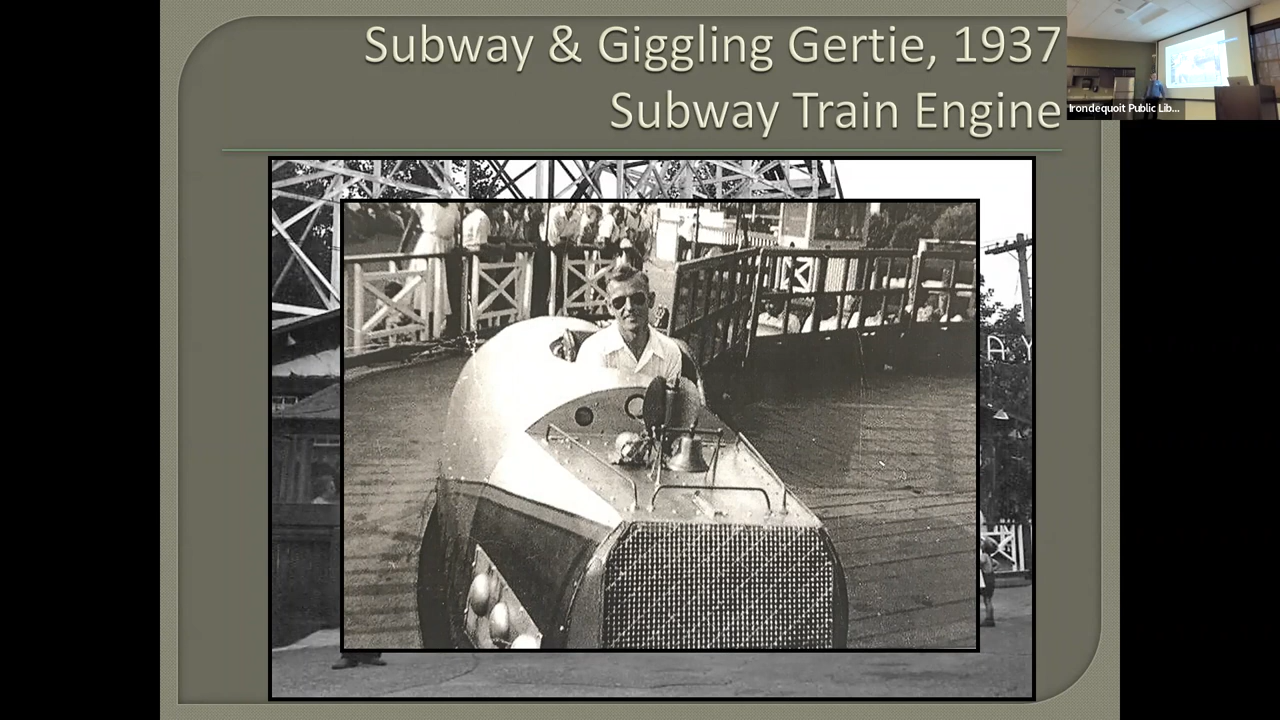 Subway & Giggling Gertie, 1937
Subway Train Engine
Irondequoit Public Lib...